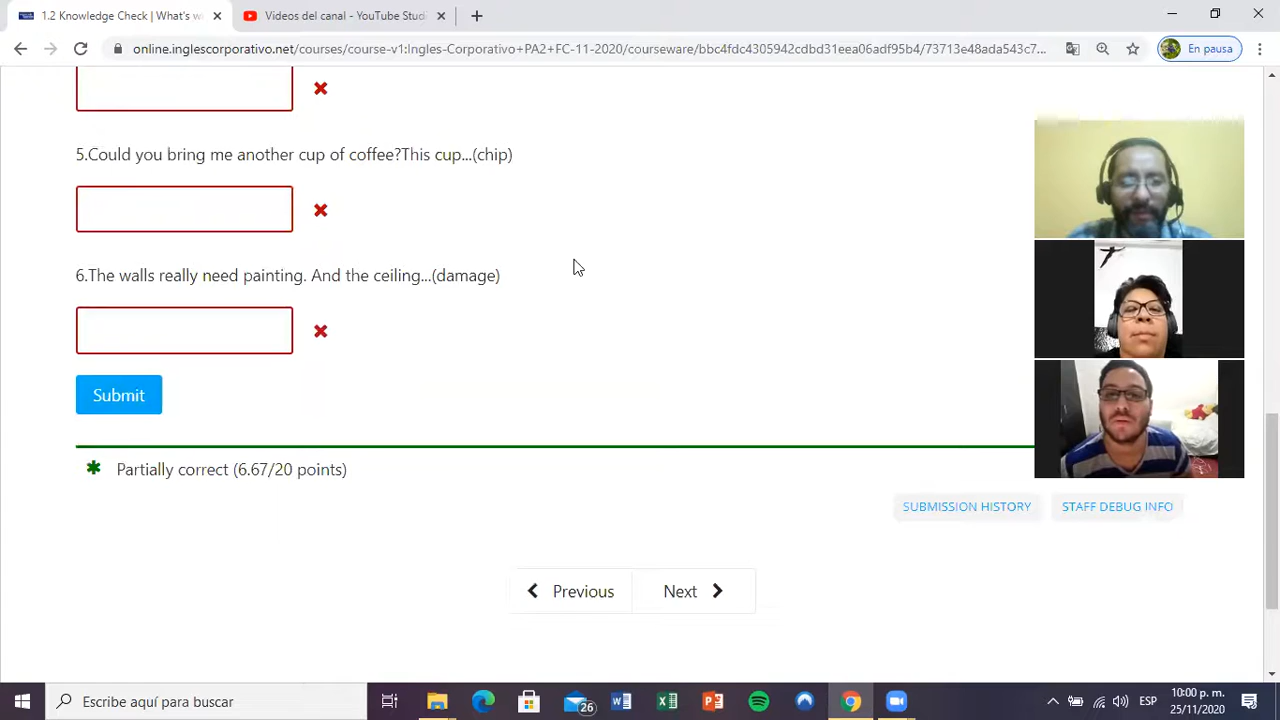 1.2 Knowledge Check | What's w
Videos del canal - YouTube Stud
online.inglescorporativo.net/courses/course-v1:Ingles-Corporativo+PA2+FC-11-2020/courseware/bbc4fdc4305942cdbd31eea06adf95b4/73713e48ada543c7...
En pausa
5.Could you bring me another cup of coffee?This cup...(chip)
6.The walls really need painting. And the ceiling...(damage)
Submit
Partially correct (6.67/20 points)
SUBMISSION HISTORY
STAFF DEBUG INFO
Previous
Next
Escribe aquí para buscar
26
ESP
10:00 p. m.
25/11/2020